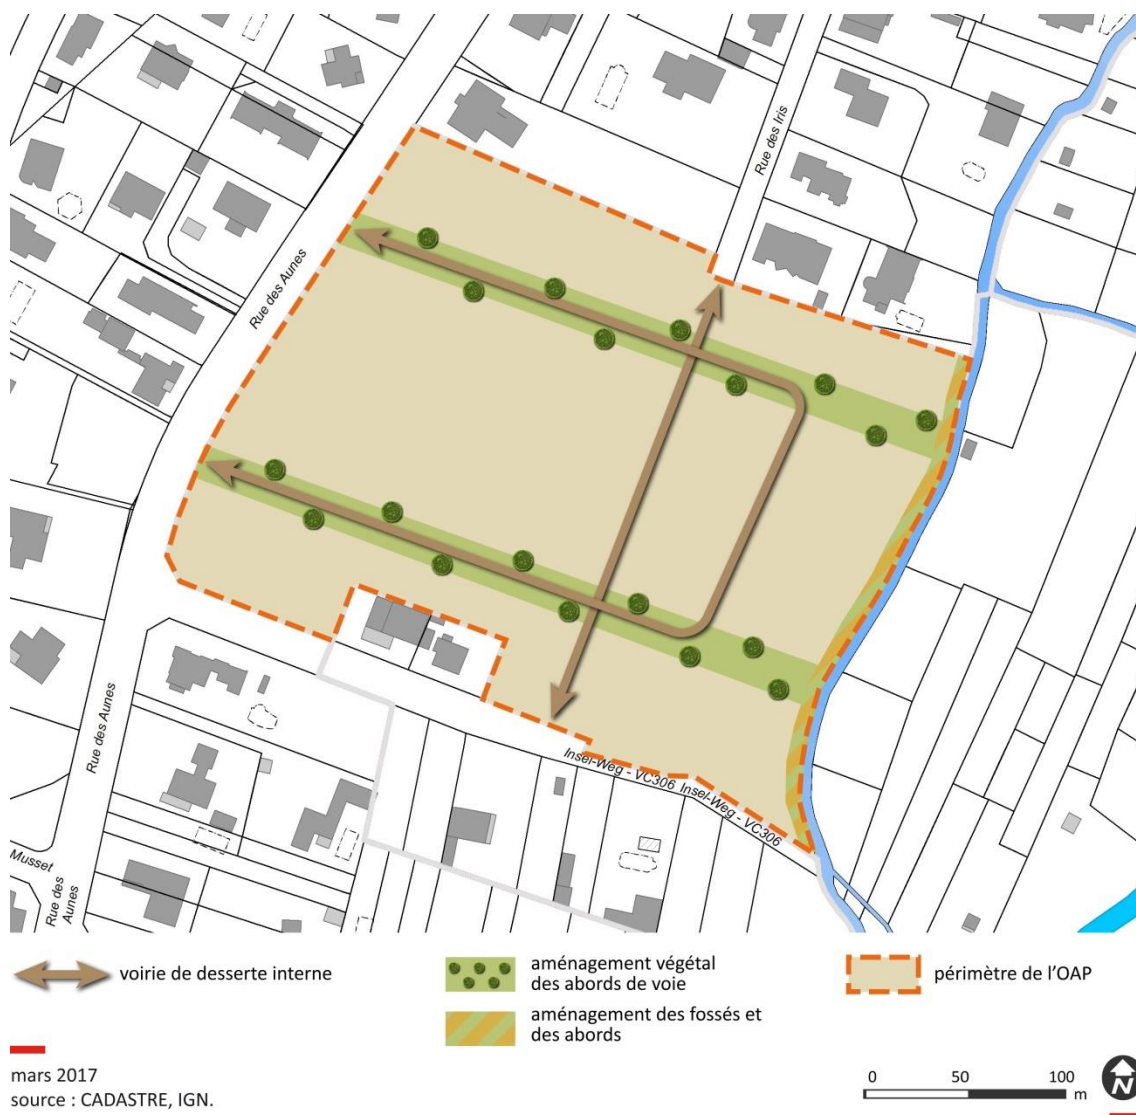 Rue des Iris
Rue des Aunes
Rue des Aunes
Insel-Weg - VC306 Insel-Weg - VC306
Musset
Rue des
Aunes
voirie de desserte interne
aménagement végétal
des abords de voie
périmètre de l'OAP
aménagement des fossés et
des abords
mars 2017
source : CADASTRE, IGN.
0 50 100
m
N